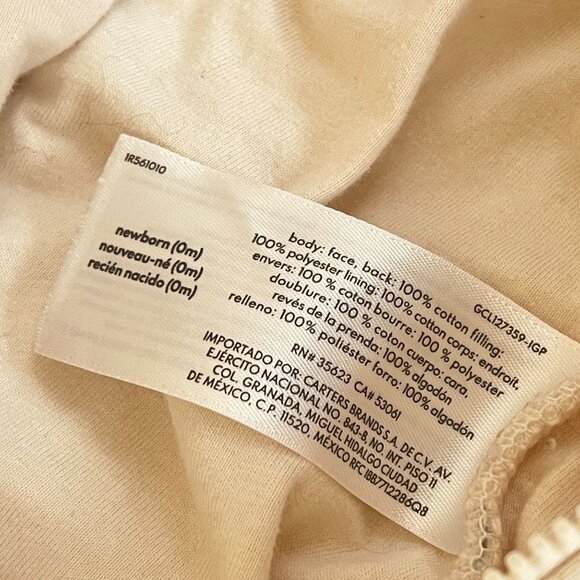 1R561010
newborn (0m)
nouveau-né (0m)
recién nacido (0m)
body: face, back: 100% cotton filling:
100% polyester lining: 100% cotton corps: endroit,
envers: 100 % coton bourre: 100 % polyester
doublure: 100 % coton cuerpo: cara,
revés de la prenda: 100% algodón
relleno: 100% poliéster forro: 100% algodón
RN# 35623 CA# 53061
IMPORTADO POR: CARTERS BRANDS S.A. DE C.V. AV.
EJÉRCITO NACIONAL NO. 843-B, NO. INT. PISO 11
COL. GRANADA, MIGUEL HIDALGO CIUDAD
DE MÉXICO, C.P. 11520, MÉXICO RFC IBB7712286Q8
GCL127359-IGP